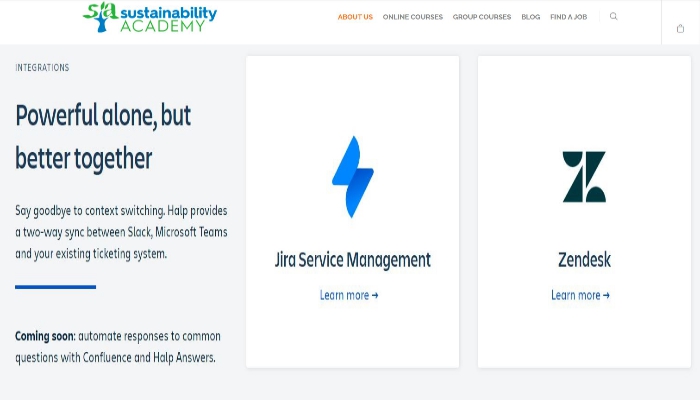 sustainability
ACADEMY
ABOUT US ONLINE COURSES GROUP COURSES BLOG FIND A JOB
INTEGRATIONS
Powerful alone, but
better together
Say goodbye to context switching. Halp provides
a two-way sync between Slack, Microsoft Teams
and your existing ticketing system.
Coming soon: automate responses to common
questions with Confluence and Halp Answers.
Jira Service Management
Learn more →
Zendesk
Learn more →